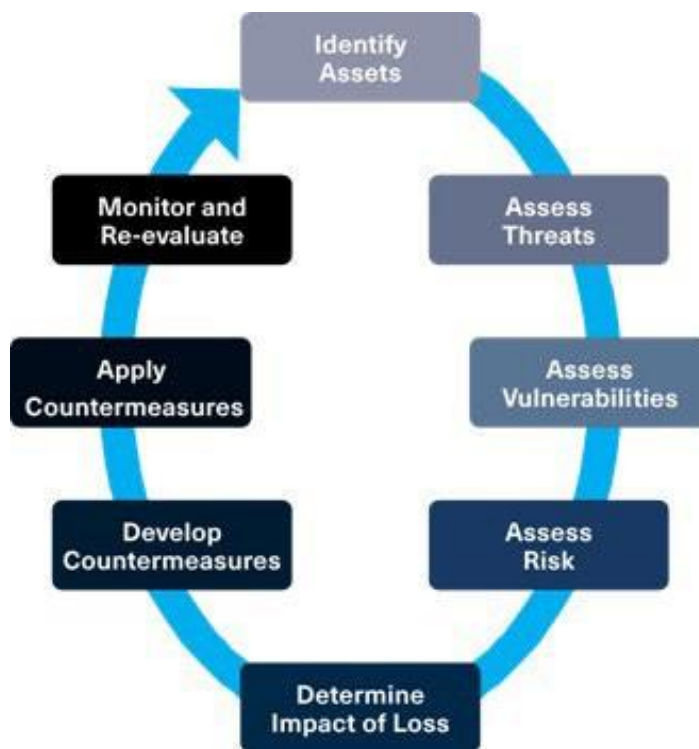 Identify
Assets
Assess
Threats
Assess
Vulnerabilities
Assess
Risk
Determine
Impact of Loss
Develop
Countermeasures
Apply
Countermeasures
Monitor and
Re-evaluate